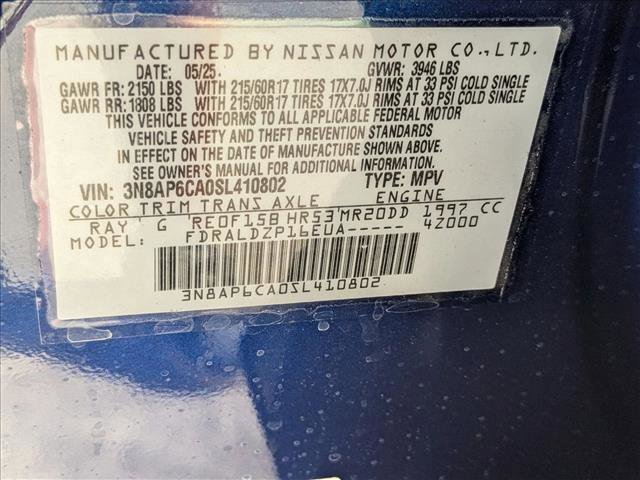 MANUFACTURED BY NISSAN MOTOR CO., LTD.
DATE: 05/25. GVWR: 3946 LBS
GAWR FR: 2150 LBS WITH 215/60R17 TIRES 17X7.0J RIMS AT 33 PSI COLD SINGLE
GAWR RR: 1808 LBS WITH 215/60R17 TIRES 17X7.0J RIMS AT 33 PSI COLD SINGLE
THIS VEHICLE CONFORMS TO ALL APPLICABLE FEDERAL MOTOR
VEHICLE SAFETY AND THEFT PREVENTION STANDARDS
IN EFFECT ON THE DATE OF MANUFACTURE SHOWN ABOVE.
SEE OWNER'S MANUAL FOR ADDITIONAL INFORMATION.
VIN: 3N8AP6CA0SL410802 TYPE: MPV
COLOR TRIM TRANS AXLE ENGINE
RAY G RE0F15B HR53 MR20DD 1997 CC
MODEL: FDRALDZP16EUA----- 4Z000
3N8AP6CA0SL410802